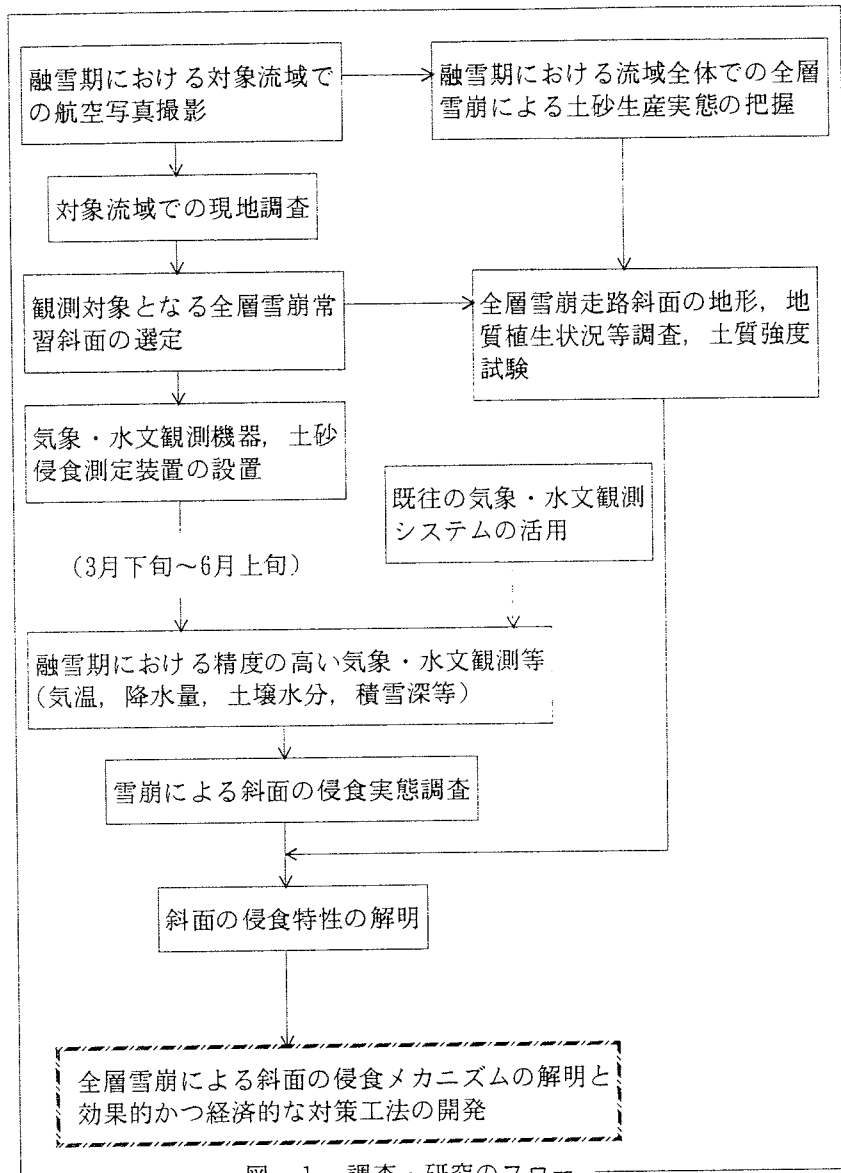 融雪期における対象流域で
の航空写真撮影
融雪期における流域全体での全層
雪崩による土砂生産実態の把握
対象流域での現地調査
観測対象となる全層雪崩常
習斜面の選定
全層雪崩走路斜面の地形，地
質植生状況等調査，土質強度
試験
気象・水文観測機器，土砂
侵食測定装置の設置
既往の気象・水文観測
システムの活用
（3月下旬～6月上旬）
融雪期における精度の高い気象・水文観測等
（気温，降水量，土壌水分，積雪深等）
雪崩による斜面の侵食実態調査
斜面の侵食特性の解明
全層雪崩による斜面の侵食メカニズムの解明と
効果的かつ経済的な対策工法の開発
図－1 調査・研究のフロー